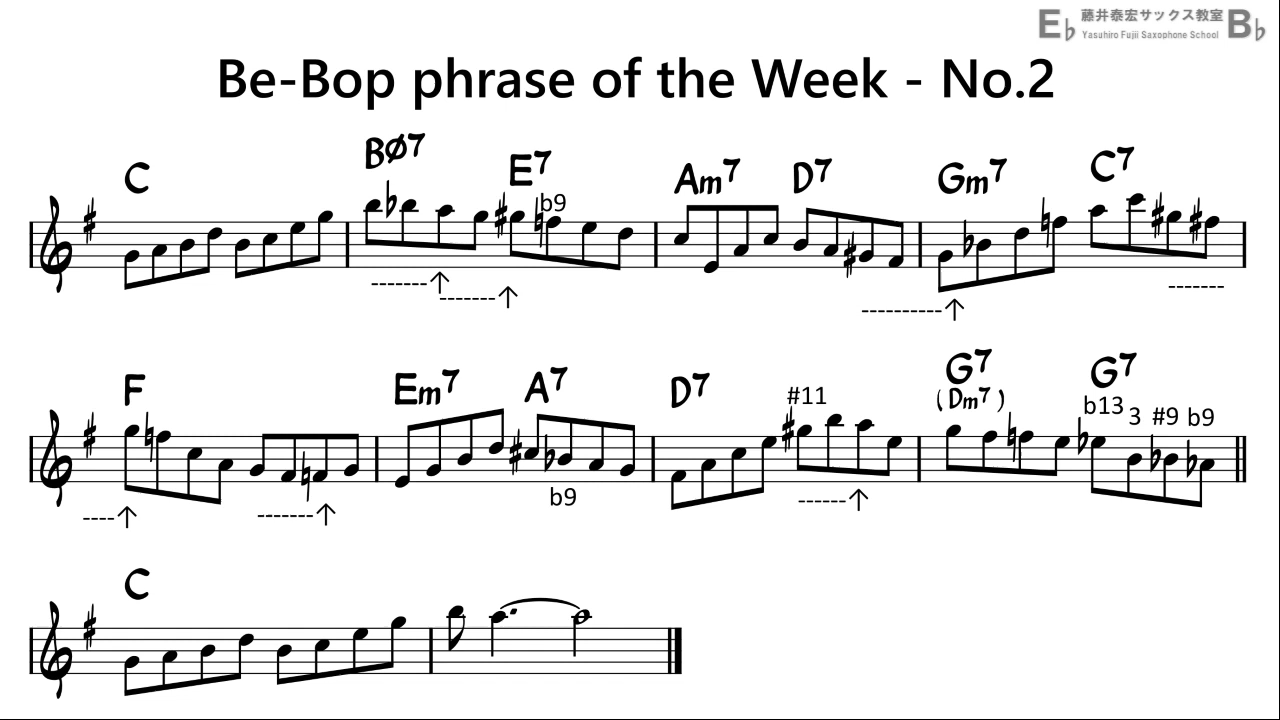 E♭ 藤井泰宏サックス教室 B♭
Yasuhiro Fujii Saxophone School
Be-Bop phrase of the Week - No.2
C BØ7 E7 Am7 D7 Gm7 C7
b9
F Em7 A7 D7 #11 G7 (Dm7) G7 b13 3 #9 b9
b9
C